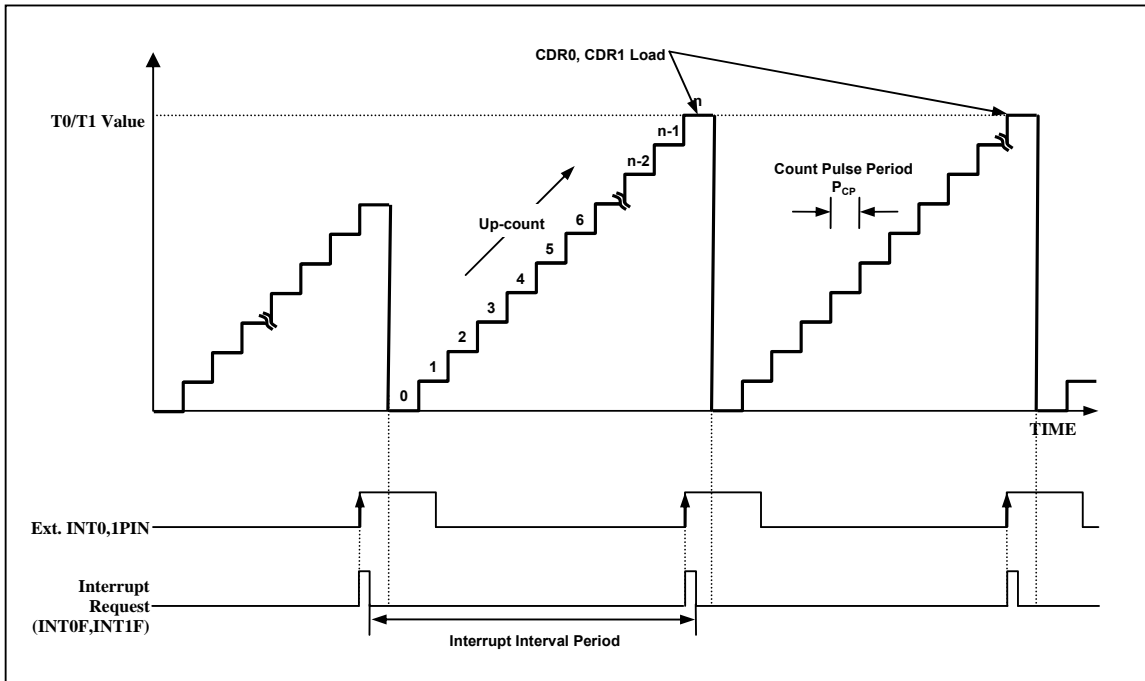 CDR0, CDR1 Load
n
T0/T1 Value
n-1
n-2
Count Pulse Period
PCP
Up-count
6
5
4
3
2
1
0
TIME
Ext. INT0,1PIN
Interrupt
Request
(INT0F,INT1F)
Interrupt Interval Period